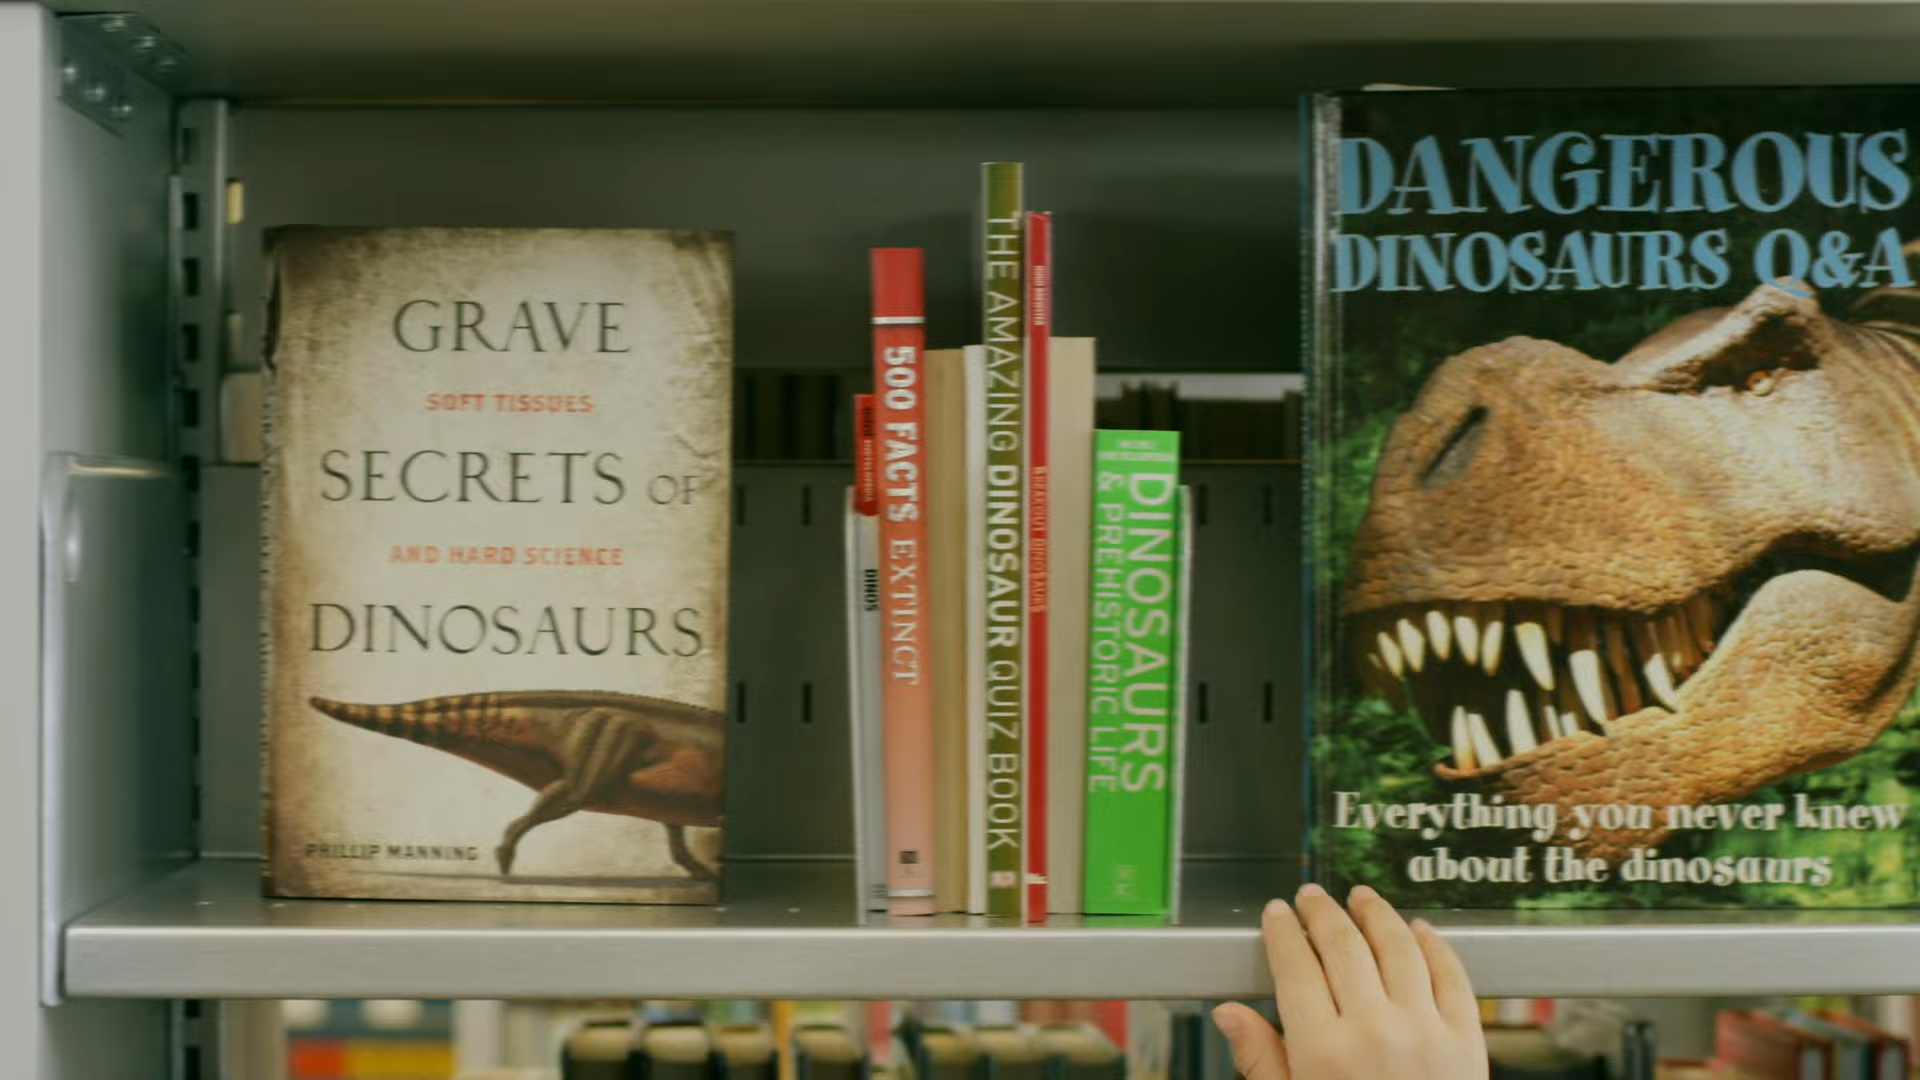 GRAVE
SOFT TISSUES
SECRETS OF
AND HARD SCIENCE
DINOSAURS
PHILLIP MANNING
DINOS
500 FACTS EXTINCT
THE AMAZING DINOSAUR QUIZ BOOK
DINOSAURS
& PREHISTORIC LIFE
DANGEROUS
DINOSAURS Q&A
Everything you never knew
about the dinosaurs